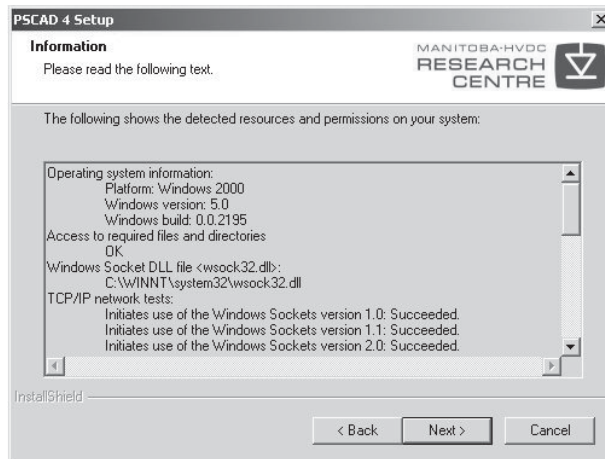 PSCAD 4 Setup
Information
Please read the following text.
MANITOBA-HVDC
RESEARCH
CENTRE
The following shows the detected resources and permissions on your system:
Operating system information:
Platform: Windows 2000
Windows version: 5.0
Windows build: 0.0.2195
Access to required files and directories
OK
Windows Socket DLL file <wsock32.dll>:
C:\WINNT\system32\wsock32.dll
TCP/IP network tests:
Initiates use of the Windows Sockets version 1.0: Succeeded.
Initiates use of the Windows Sockets version 1.1: Succeeded.
Initiates use of the Windows Sockets version 2.0: Succeeded.
InstallShield
< Back
Next >
Cancel